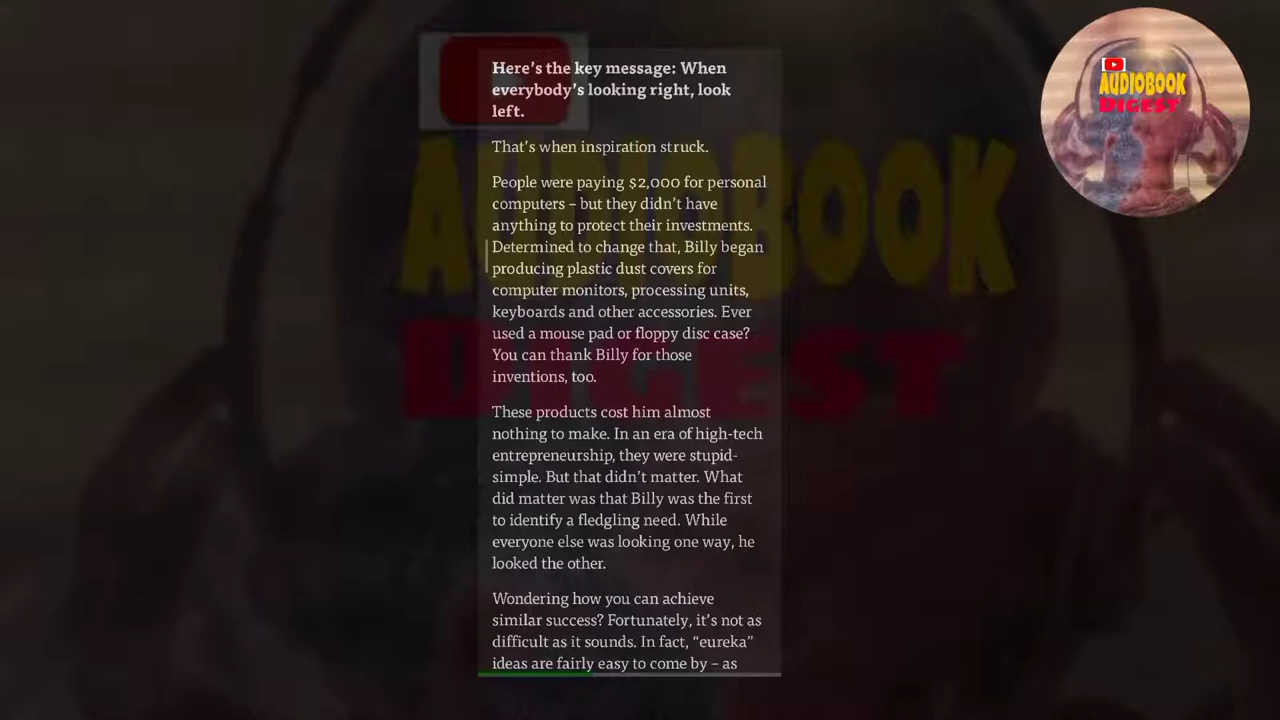 Here’s the key message: When
everybody’s looking right, look
left.
That’s when inspiration struck.
People were paying $2,000 for personal
computers – but they didn’t have
anything to protect their investments.
Determined to change that, Billy began
producing plastic dust covers for
computer monitors, processing units,
keyboards and other accessories. Ever
used a mouse pad or floppy disc case?
You can thank Billy for those
inventions, too.
These products cost him almost
nothing to make. In an era of high-tech
entrepreneurship, they were stupid-
simple. But that didn’t matter. What
did matter was that Billy was the first
to identify a fledgling need. While
everyone else was looking one way, he
looked the other.
Wondering how you can achieve
similar success? Fortunately, it’s not as
difficult as it sounds. In fact, “eureka”
ideas are fairly easy to come by – as
AUDIOBOOK
DIGEST
AUDIOBOOK
DIGEST